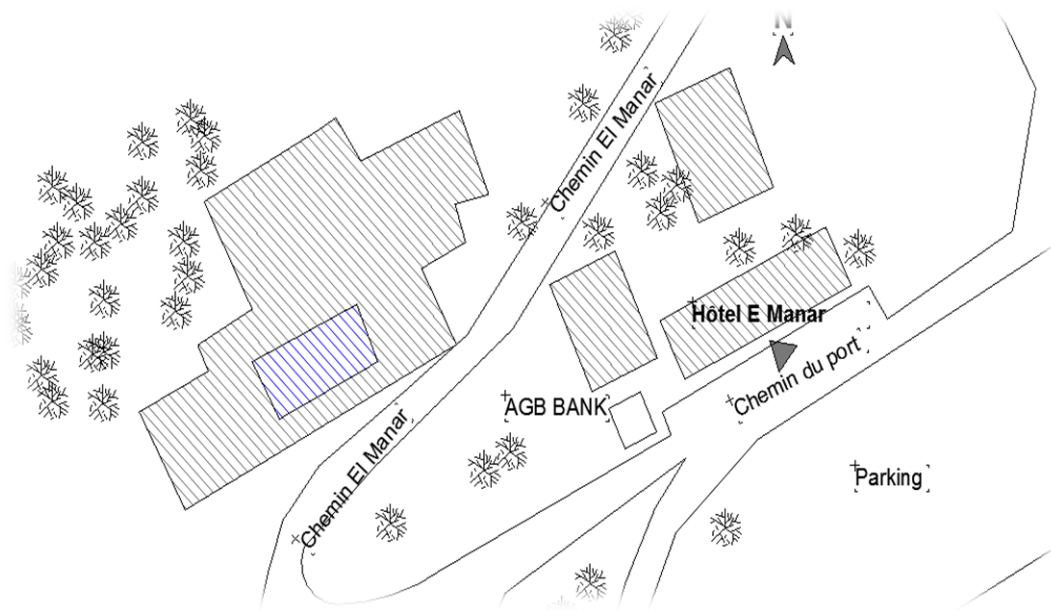 N
Chemin El Manar
Hôtel E Manar
Chemin du port
AGB BANK
Chemin El Manar
Parking